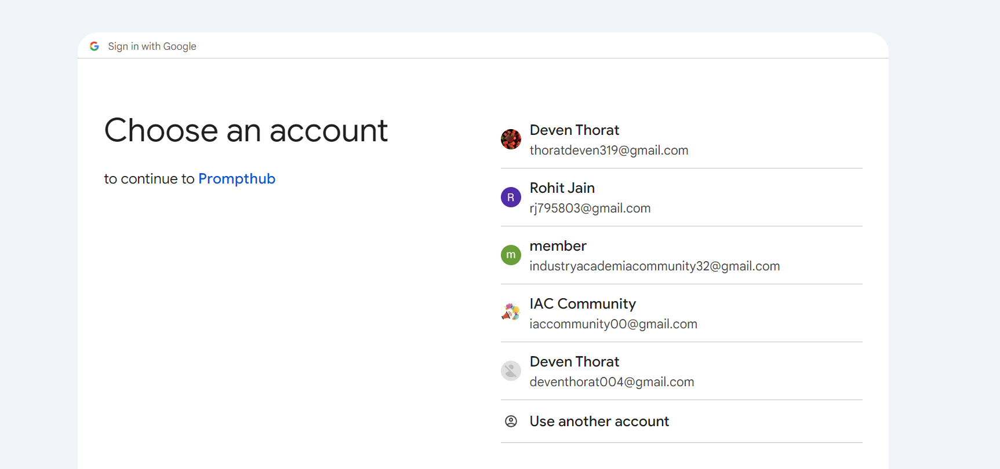 Sign in with Google
Choose an account
to continue to Prompthub
Deven Thorat
thoratdeven319@gmail.com
R
Rohit Jain
rj795803@gmail.com
m
member
industryacademiacommunity32@gmail.com
IAC Community
iaccommunity00@gmail.com
Deven Thorat
deventhorat004@gmail.com
Use another account